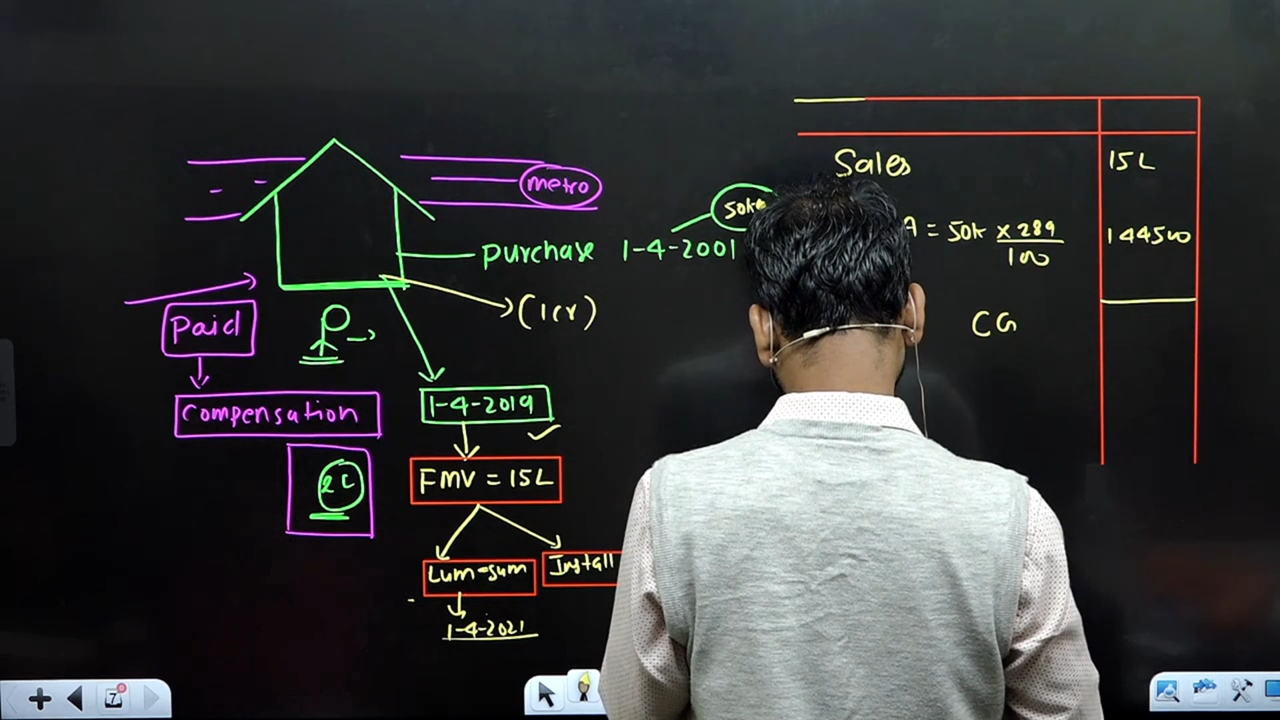 metro
purchase 1-4-2001
(1cr)
Paid
Compensation
1-4-2019
FMV = 15L
Lum-sum
Install
1-4-2021
Sales 15L
A = 50k × 289 / 100 144500
CG
7